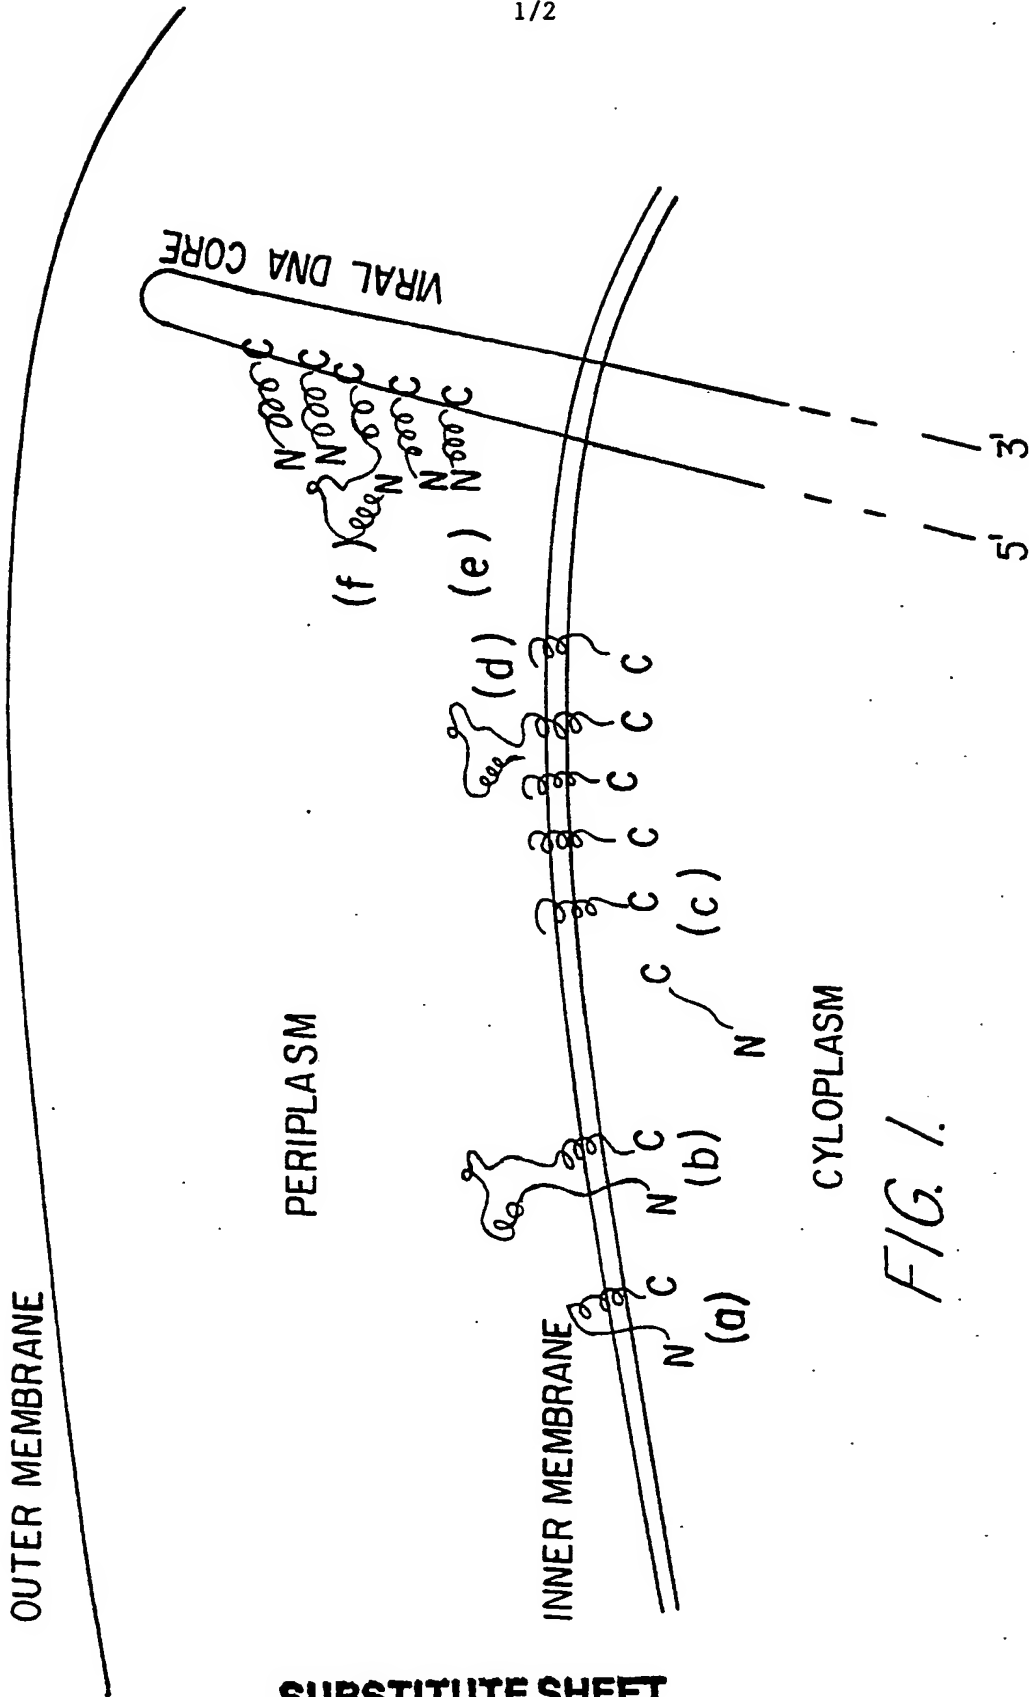 1/2
OUTER MEMBRANE
PERIPLASM
INNER MEMBRANE
CYLOPLASM
VIRAL DNA CORE
C
C
C
C
C
N
N
N
N
N
(f)
(e)
(d)
C
C
C
C
C
(c)
C
N
C
N
(b)
C
N
(a)
3'
5'
FIG. 1.
SUBSTITUTE SHEET